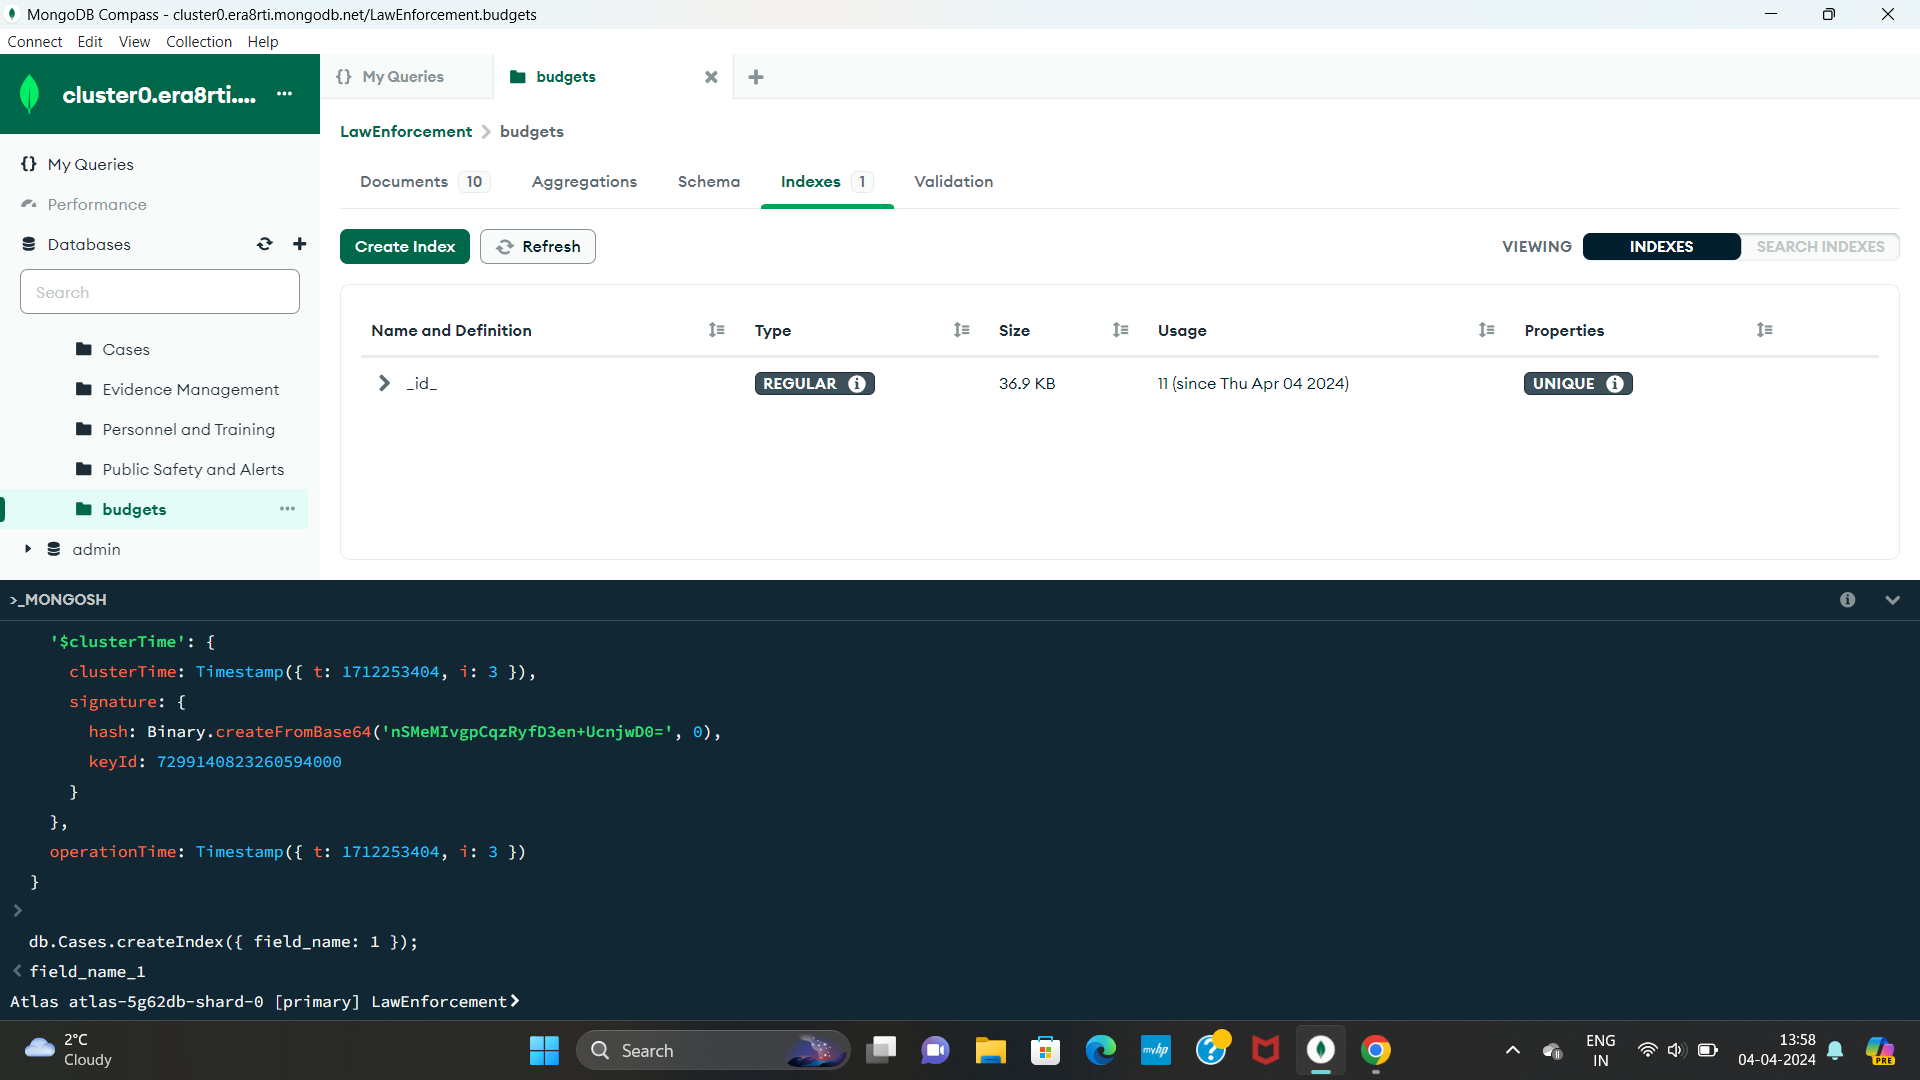 MongoDB Compass - cluster0.era8rti.mongodb.net/LawEnforcement.budgets
Connect Edit View Collection Help
cluster0.era8rti.... ···
{} My Queries
budgets
LawEnforcement > budgets
{} My Queries
Performance
Databases
Search
Cases
Evidence Management
Personnel and Training
Public Safety and Alerts
budgets ···
admin
Documents 10 Aggregations Schema Indexes 1 Validation
Create Index Refresh VIEWING INDEXES SEARCH INDEXES
Name and Definition Type Size Usage Properties
_id_ REGULAR 36.9 KB 11 (since Thu Apr 04 2024) UNIQUE
>_MONGOSH
'$clusterTime': {
clusterTime: Timestamp({ t: 1712253404, i: 3 }),
signature: {
hash: Binary.createFromBase64('nSMeMIvgpCqzRyfD3en+UcnjwD0=', 0),
keyId: 7299140823260594000
}
},
operationTime: Timestamp({ t: 1712253404, i: 3 })
}
>
db.Cases.createIndex({ field_name: 1 });
< field_name_1
Atlas atlas-5g62db-shard-0 [primary] LawEnforcement>
2°C
Cloudy
Search
myhp
PRE
ENG
IN
13:58
04-04-2024